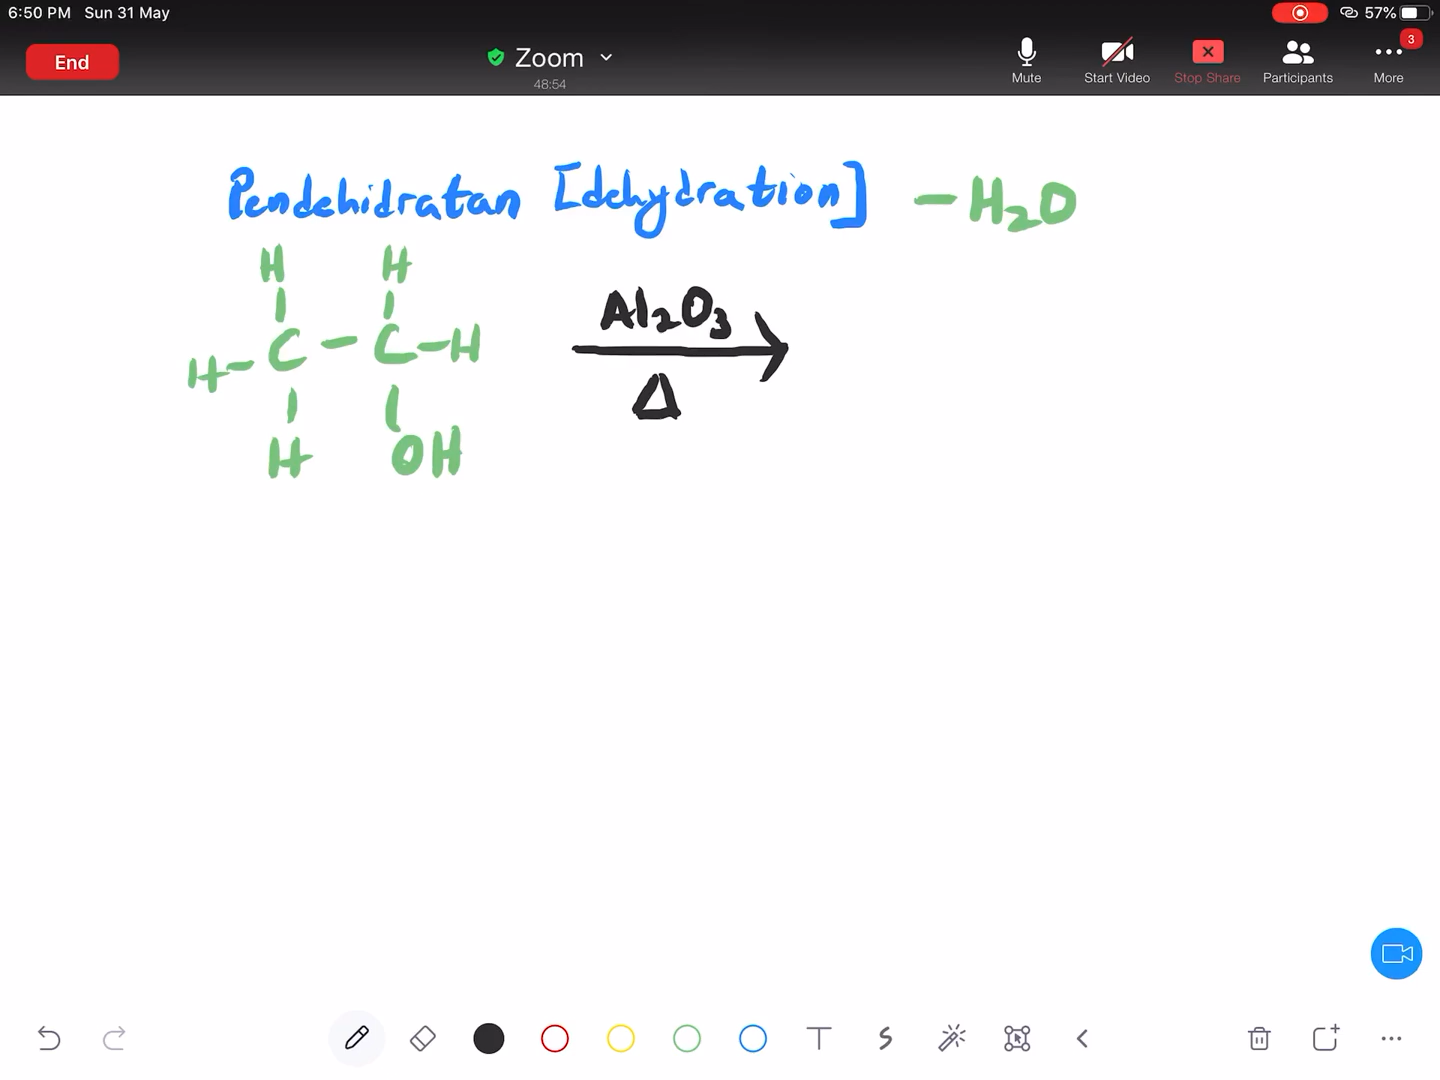 6:50 PM Sun 31 May
57%
End
Zoom
48:54
Mute
Start Video
Stop Share
Participants
More
3
Pendehidratan [dehydration] -H₂O
H H
H-C-C-H
H OH
Al₂O₃
Δ
T